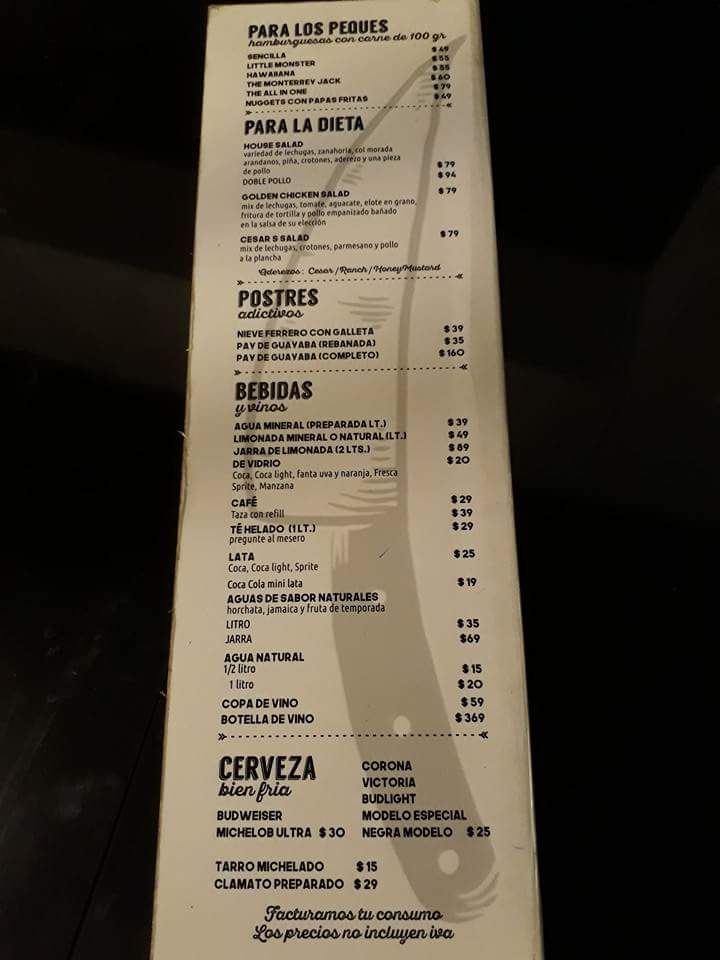 PARA LOS PEQUES
hamburguesas con carne de 100 gr
SENCILLA $ 49
LITTLE MONSTER $ 55
HAWAIIANA $ 55
THE MONTERREY JACK $ 60
THE ALL IN ONE $ 79
NUGGETS CON PAPAS FRITAS $ 49
PARA LA DIETA
HOUSE SALAD
variedad de lechugas, zanahoria, col morada
arandanos, piña, crotones, aderezo y una pieza
de pollo $ 79
DOBLE POLLO $ 94
GOLDEN CHICKEN SALAD $ 79
mix de lechugas, tomate, aguacate, elote en grano,
fritura de tortilla y pollo empanizado bañado
en la salsa de su elección
CESAR S SALAD $ 79
mix de lechugas, crotones, parmesano y pollo
a la plancha
Aderezos: Cesar / Ranch / Honey Mustard
POSTRES
adictivos
NIEVE FERRERO CON GALLETA $ 39
PAY DE GUAYABA (REBANADA) $ 35
PAY DE GUAYABA (COMPLETO) $ 160
BEBIDAS
y vinos
AGUA MINERAL (PREPARADA LT.) $ 39
LIMONADA MINERAL O NATURAL (LT.) $ 49
JARRA DE LIMONADA (2 LTS.) $ 89
DE VIDRIO $ 20
Coca, Coca light, fanta uva y naranja, Fresca
Sprite, Manzana
CAFÉ $ 29
Taza con refill $ 39
TÉ HELADO (1 LT.) $ 29
pregunte al mesero
LATA $ 25
Coca, Coca light, Sprite
Coca Cola mini lata $ 19
AGUAS DE SABOR NATURALES
horchata, jamaica y fruta de temporada
LITRO $ 35
JARRA $69
AGUA NATURAL
1/2 litro $ 15
1 litro $ 20
COPA DE VINO $ 59
BOTELLA DE VINO $ 369
CERVEZA
bien fria
BUDWEISER
MICHELOB ULTRA $ 30
CORONA
VICTORIA
BUDLIGHT
MODELO ESPECIAL
NEGRA MODELO $ 25
TARRO MICHELADO $ 15
CLAMATO PREPARADO $ 29
Facturamos tu consumo
Los precios no incluyen iva